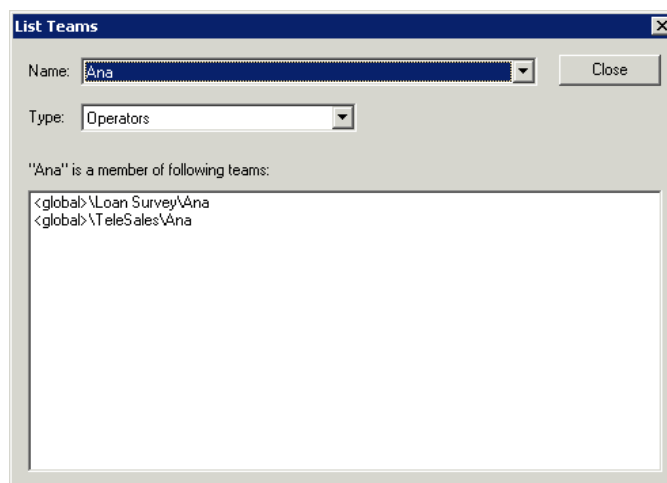 List Teams
Name: Ana Close
Type: Operators
"Ana" is a member of following teams:
<global>\Loan Survey\Ana
<global>\TeleSales\Ana